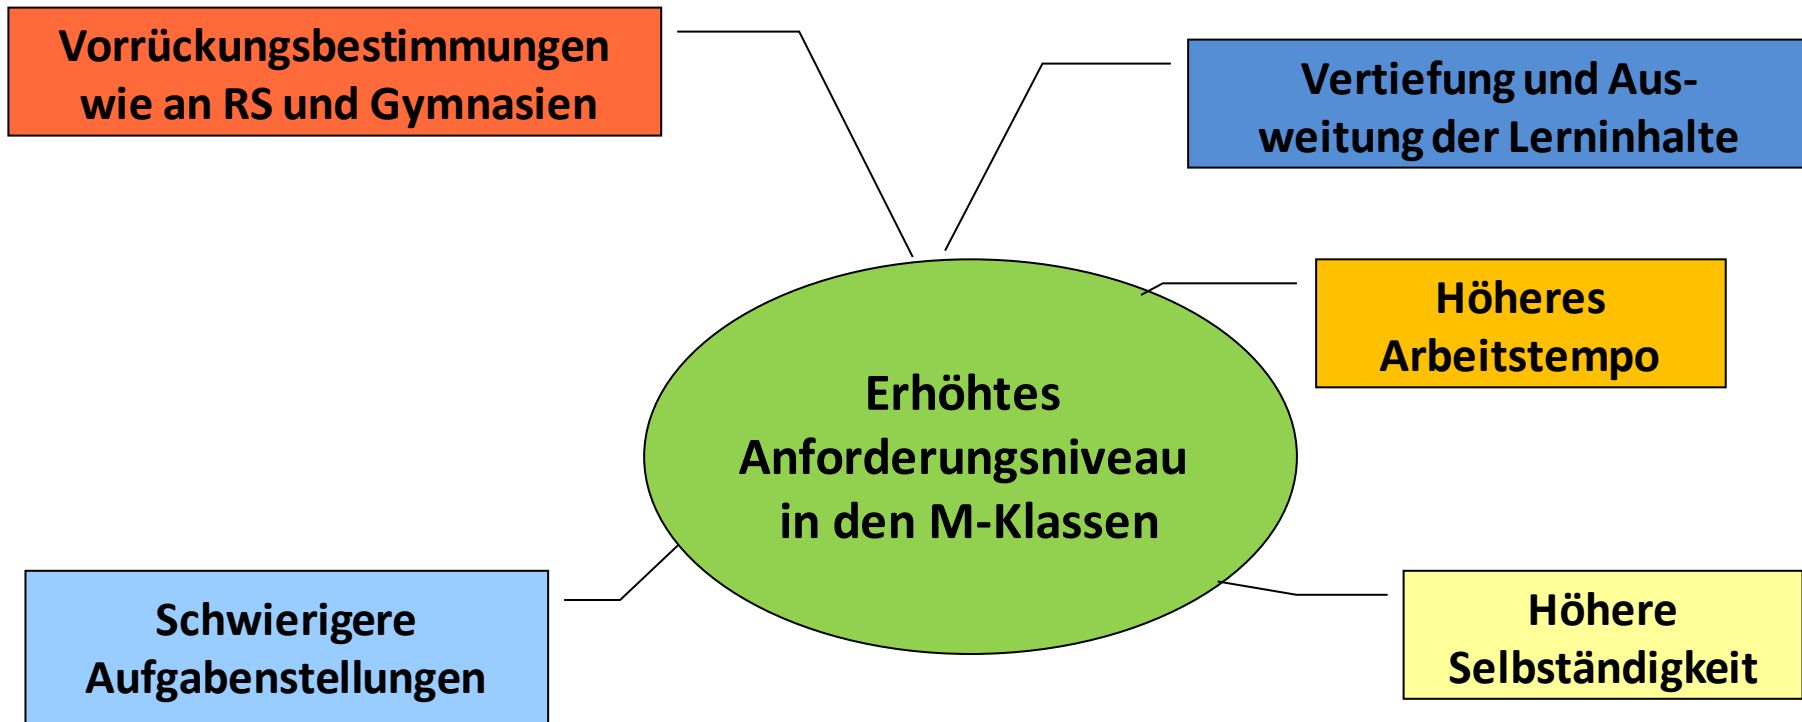 Vorrückungsbestimmungen
wie an RS und Gymnasien
Vertiefung und Aus-
weitung der Lerninhalte
Höheres
Arbeitstempo
Erhöhtes
Anforderungsniveau
in den M-Klassen
Schwierigere
Aufgabenstellungen
Höhere
Selbständigkeit